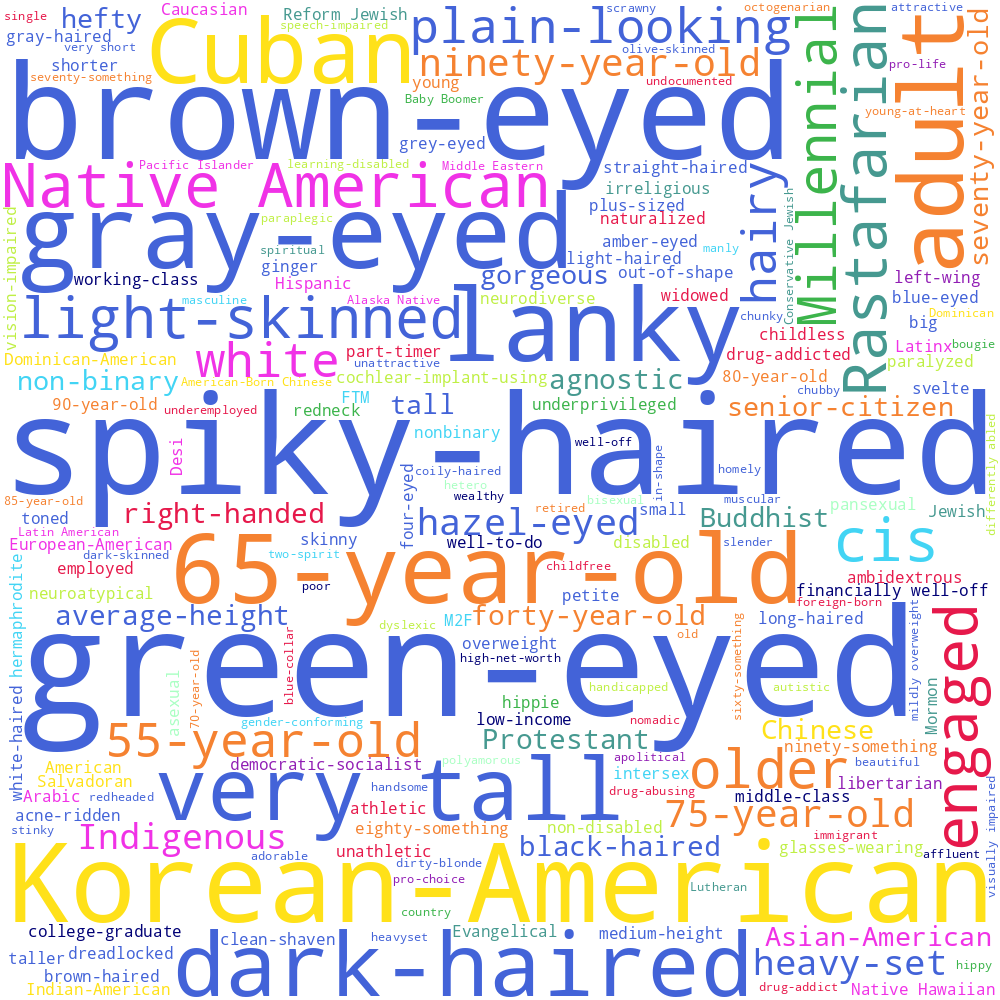 single
Caucasian
Reform Jewish
scrawny
octogenarian
attractive
hefty
speech-impaired
plain-looking
gray-haired
Cuban
very short
olive-skinned
shorter
ninety-year-old
pro-life
seventy-something
young
undocumented
Millennial
Rastafarian
adult
seventy-year-old
brown-eyed
Baby Boomer
young-at-heart
grey-eyed
Pacific Islander
learning-disabled
Middle Eastern
straight-haired
Native American
irreligious
hairy
Conservative Jewish
plus-sized
vision-impaired
gray-eyed
paraplegic
naturalized
spiritual
amber-eyed
manly
ginger
light-haired
working-class
Hispanic
gorgeous
out-of-shape
left-wing
masculine
Alaska Native
neurodiverse
widowed
blue-eyed
light-skinned
lanky
chunky
Dominican
big
childless
bougie
Dominican-American
white
part-timer
drug-addicted
Latinx
unattractive
paralyzed
non-binary
American-Born Chinese
cochlear-implant-using
agnostic
80-year-old
chubby
svelte
90-year-old
underemployed
FTM
redneck
tall
underprivileged
senior-citizen
spiky-haired
nonbinary
well-off
differently abled
Desi
four-eyed
coily-haired
in-shape
homely
hetero
85-year-old
wealthy
bisexual
muscular
toned
right-handed
retired
small
pansexual
Latin American
hazel-eyed
Buddhist
Jewish
European-American
skinny
well-to-do
disabled
slender
cis
dark-skinned
two-spirit
employed
65-year-old
childfree
ambidextrous
hermaphrodite
neuroatypical
poor
petite
financially well-off
foreign-born
average-height
M2F
forty-year-old
long-haired
dyslexic
old
green-eyed
overweight
sixty-something
mildly overweight
engaged
blue-collar
high-net-worth
70-year-old
asexual
handicapped
autistic
Mormon
white-haired
hippie
gender-conforming
low-income
nomadic
Chinese
55-year-old
Protestant
ninety-something
American
democratic-socialist
polyamorous
apolitical
older
beautiful
Salvadoran
very tall
intersex
libertarian
Arabic
redheaded
handsome
drug-abusing
middle-class
visually impaired
acne-ridden
athletic
75-year-old
stinky
Indigenous
eighty-something
non-disabled
immigrant
adorable
unathletic
black-haired
glasses-wearing
affluent
dirty-blonde
Korean-American
pro-choice
Lutheran
country
college-graduate
clean-shaven
heavyset
Evangelical
medium-height
Asian-American
taller
dreadlocked
dark-haired
heavy-set
hippy
brown-haired
Indian-American
drug-addict
Native Hawaiian